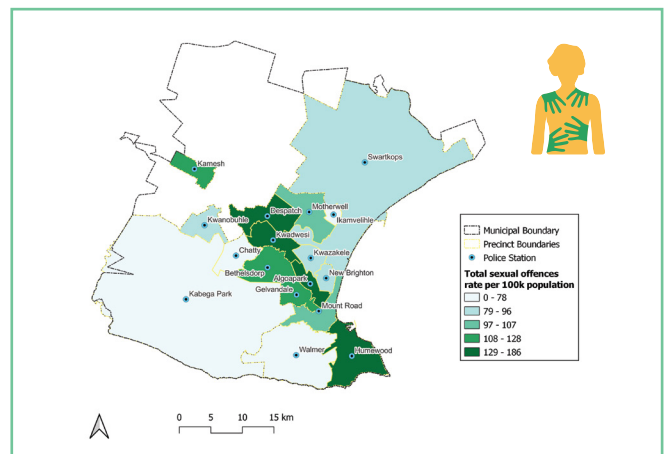 Swartkops
Kamesh
Motherwell
Despatch
Ikamvelihle
Kwanobuhle
Kwadwesi
Chatty
Kwazakele
Bethelsdorp
New Brighton
Algoapark
Gelvandale
Kabega Park
Mount Road
Walmer
Humewood
Municipal Boundary
Precinct Boundaries
Police Station
Total sexual offences
rate per 100k population
0 - 78
79 - 96
97 - 107
108 - 128
129 - 186
0 5 10 15 km